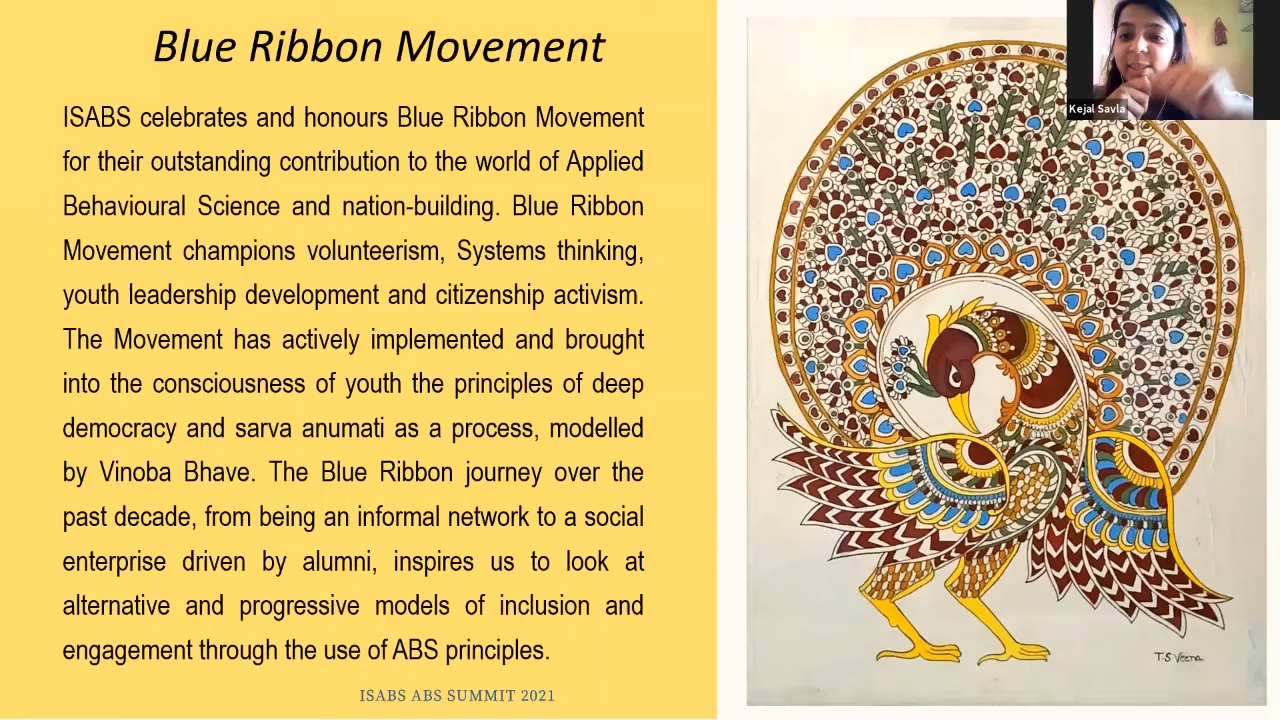 Blue Ribbon Movement
ISABS celebrates and honours Blue Ribbon Movement
for their outstanding contribution to the world of Applied
Behavioural Science and nation-building. Blue Ribbon
Movement champions volunteerism, Systems thinking,
youth leadership development and citizenship activism.
The Movement has actively implemented and brought
into the consciousness of youth the principles of deep
democracy and sarva anumati as a process, modelled
by Vinoba Bhave. The Blue Ribbon journey over the
past decade, from being an informal network to a social
enterprise driven by alumni, inspires us to look at
alternative and progressive models of inclusion and
engagement through the use of ABS principles.
ISABS ABS SUMMIT 2021
Kejal Savla
T.S Veena